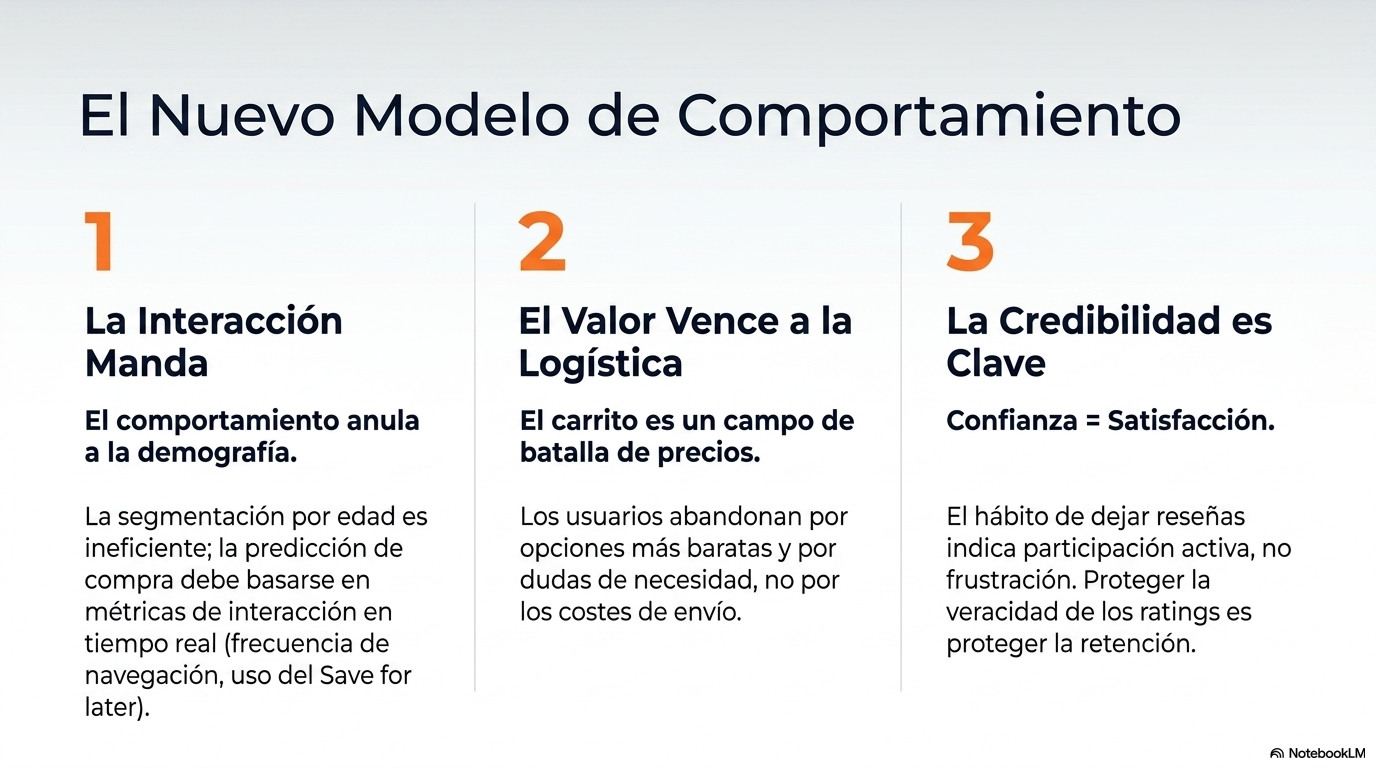 El Nuevo Modelo de Comportamiento
1
La Interacción
Manda
El comportamiento anula
a la demografía.
La segmentación por edad es
ineficiente; la predicción de
compra debe basarse en
métricas de interacción en
tiempo real (frecuencia de
navegación, uso del Save for
later).
2
El Valor Vence a la
Logística
El carrito es un campo de
batalla de precios.
Los usuarios abandonan por
opciones más baratas y por
dudas de necesidad, no por
los costes de envío.
3
La Credibilidad es
Clave
Confianza = Satisfacción.
El hábito de dejar reseñas
indica participación activa, no
frustración. Proteger la
veracidad de los ratings es
proteger la retención.
NotebookLM